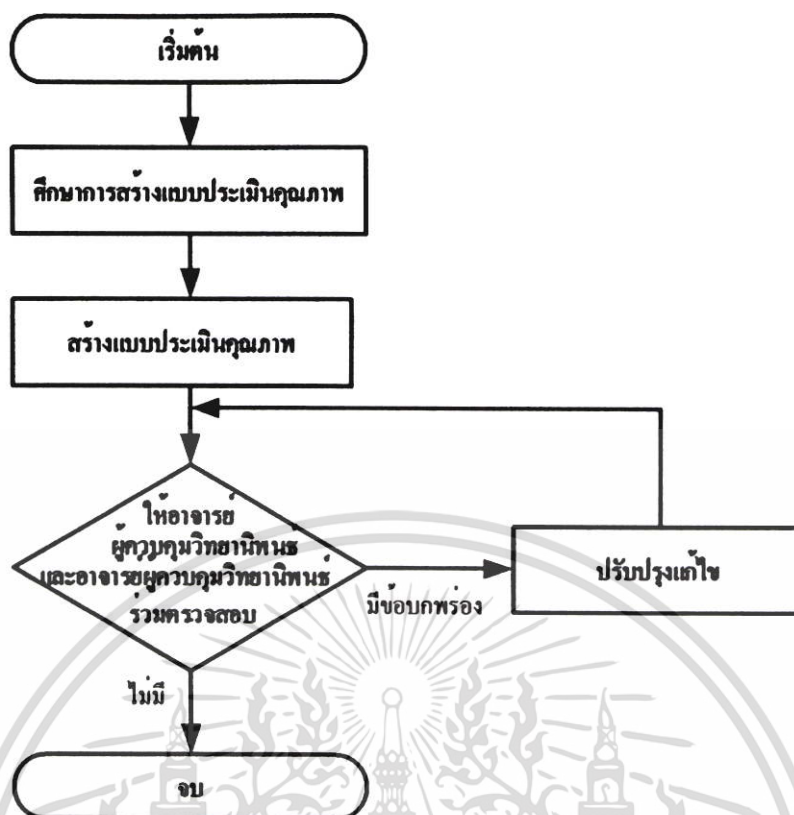 เริ่มต้น
ศึกษาการสร้างแบบประเมินคุณภาพ
สร้างแบบประเมินคุณภาพ
ให้อาจารย์
ผู้ควบคุมวิทยานิพนธ์
และอาจารย์ผู้ควบคุมวิทยานิพนธ์
ร่วมตรวจสอบ
มีข้อบกพร่อง
ปรับปรุงแก้ไข
ไม่มี
จบ